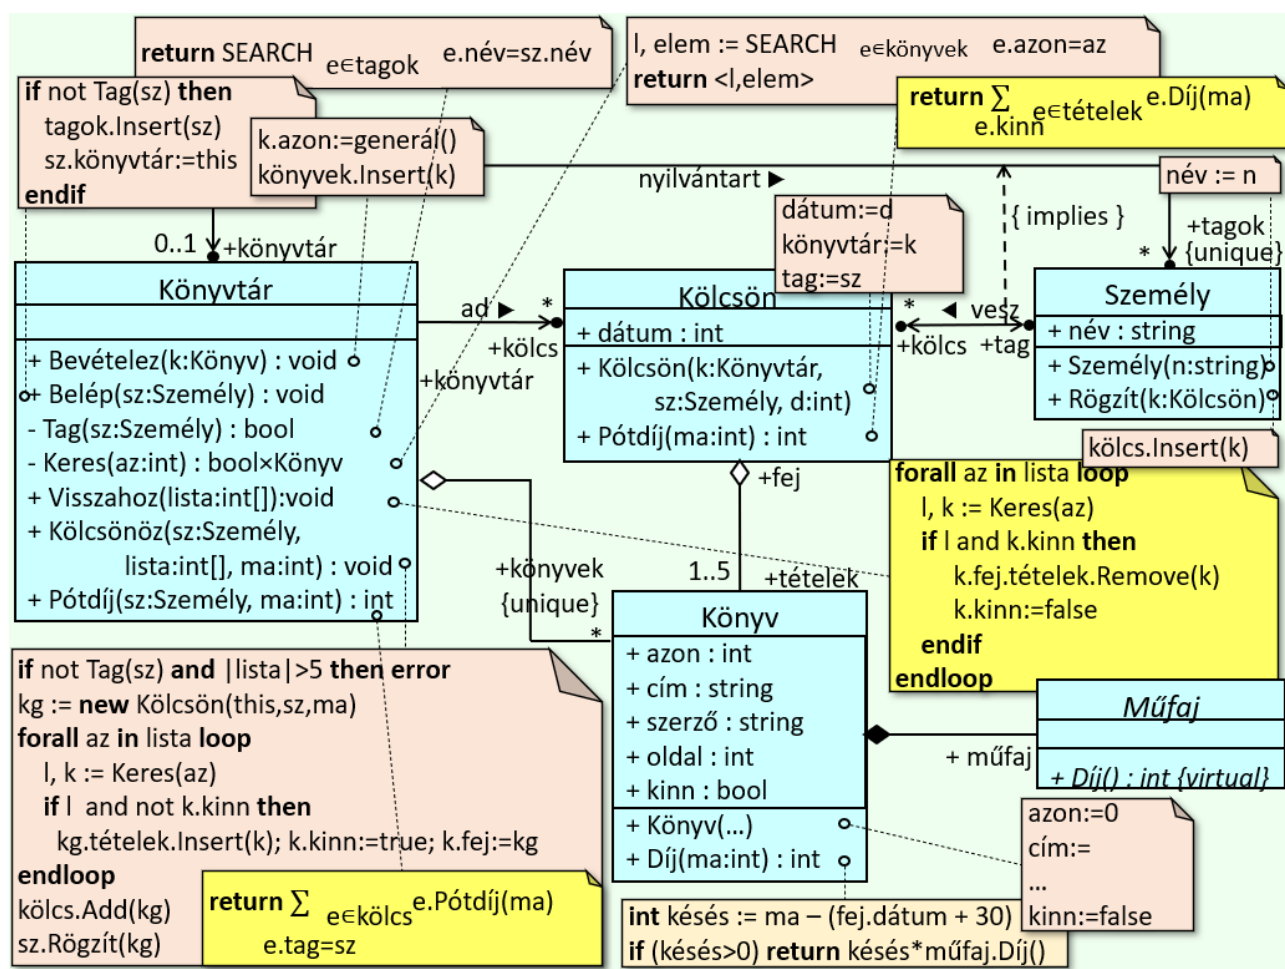 return SEARCH e∈tagok e.név=sz.név
l, elem := SEARCH e∈könyvek e.azon=az
return <l,elem>
if not Tag(sz) then
tagok.Insert(sz)
sz.könyvtár:=this
endif
k.azon:=generál()
könyvek.Insert(k)
return ∑ e∈tételek e.Díj(ma)
e.kinn
nyilvántart ►
név := n
{ implies }
dátum:=d
könyvtár:=k
tag:=sz
0..1
+könyvtár
+tagok
{unique}
*
Könyvtár
+ Bevételez(k:Könyv) : void
+ Belép(sz:Személy) : void
- Tag(sz:Személy) : bool
- Keres(az:int) : bool×Könyv
+ Visszahoz(lista:int[]):void
+ Kölcsönöz(sz:Személy,
lista:int[], ma:int) : void
+ Pótdíj(sz:Személy, ma:int) : int
ad ►
*
+kölcs
+könyvtár
Kölcsön
+ dátum : int
+ Kölcsön(k:Könyvtár,
sz:Személy, d:int)
+ Pótdíj(ma:int) : int
*
◄ vesz
+kölcs
+tag
Személy
+ név : string
+ Személy(n:string)
+ Rögzít(k:Kölcsön)
kölcs.Insert(k)
+fej
1..5
+tételek
+könyvek
{unique}
*
forall az in lista loop
l, k := Keres(az)
if l and k.kinn then
k.fej.tételek.Remove(k)
k.kinn:=false
endif
endloop
Könyv
+ azon : int
+ cím : string
+ szerző : string
+ oldal : int
+ kinn : bool
+ Könyv(...)
+ Díj(ma:int) : int
+ műfaj
Műfaj
+ Díj() : int {virtual}
if not Tag(sz) and |lista|>5 then error
kg := new Kölcsön(this,sz,ma)
forall az in lista loop
l, k := Keres(az)
if l and not k.kinn then
kg.tételek.Insert(k); k.kinn:=true; k.fej:=kg
endloop
kölcs.Add(kg)
sz.Rögzít(kg)
return ∑ e∈kölcs e.Pótdíj(ma)
e.tag=sz
azon:=0
cím:=
...
kinn:=false
int késés := ma – (fej.dátum + 30)
if (késés>0) return késés*műfaj.Díj()